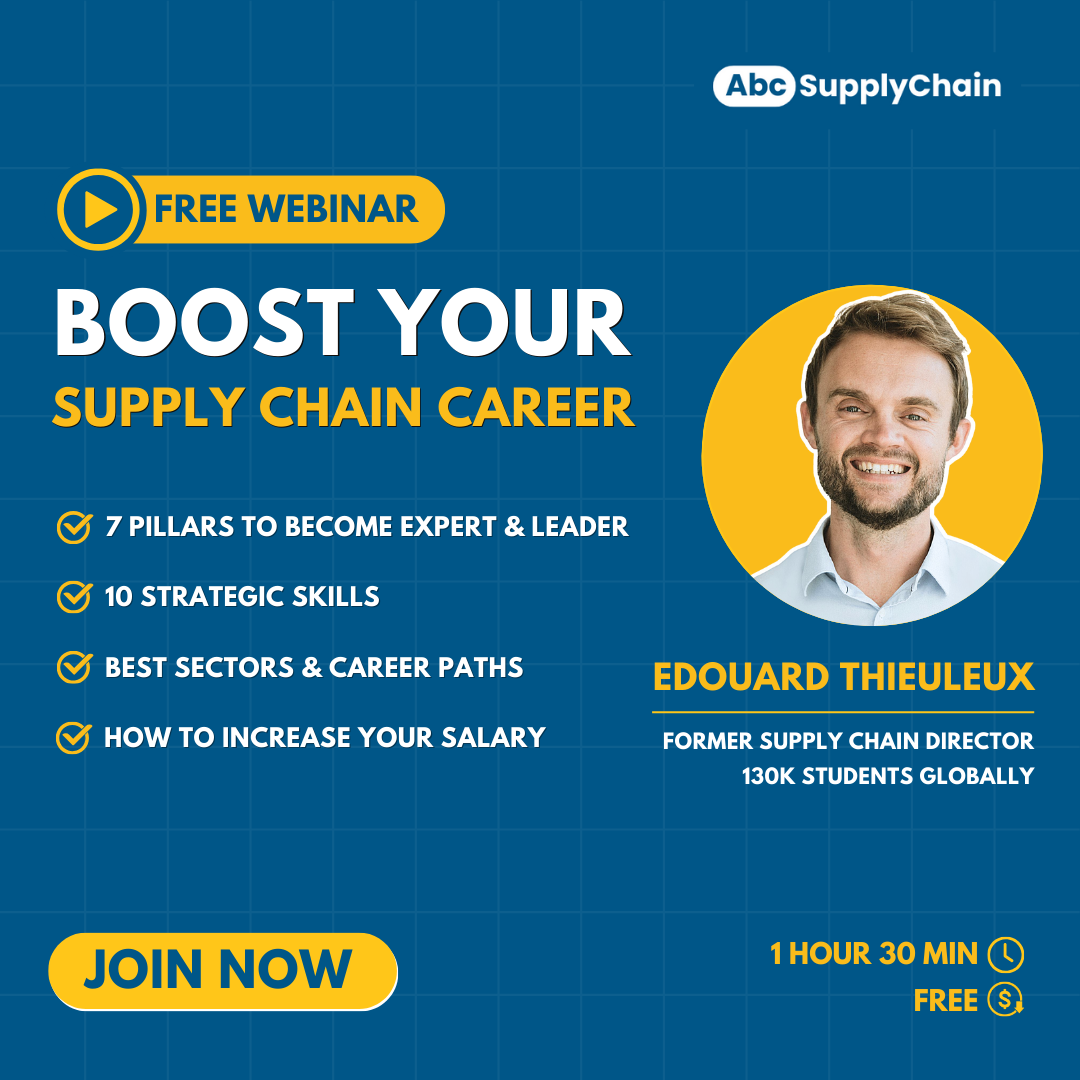 Abc SupplyChain
FREE WEBINAR
BOOST YOUR
SUPPLY CHAIN CAREER
7 PILLARS TO BECOME EXPERT & LEADER
10 STRATEGIC SKILLS
BEST SECTORS & CAREER PATHS
HOW TO INCREASE YOUR SALARY
EDOUARD THIEULEUX
FORMER SUPPLY CHAIN DIRECTOR
130K STUDENTS GLOBALLY
JOIN NOW
1 HOUR 30 MIN
FREE $